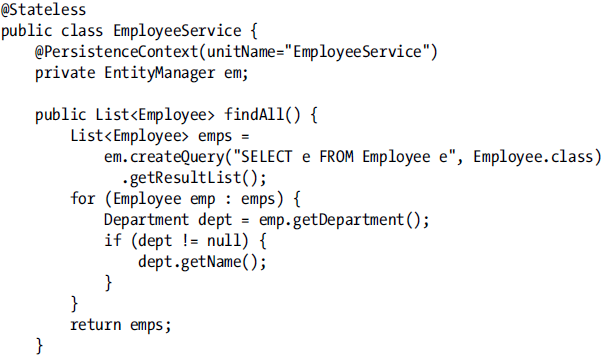 @Stateless
public class EmployeeService {
    @PersistenceContext(unitName="EmployeeService")
    private EntityManager em;

    public List<Employee> findAll() {
        List<Employee> emps =
            em.createQuery("SELECT e FROM Employee e", Employee.class)
              .getResultList();
        for (Employee emp : emps) {
            Department dept = emp.getDepartment();
            if (dept != null) {
                dept.getName();
            }
        }
        return emps;
    }